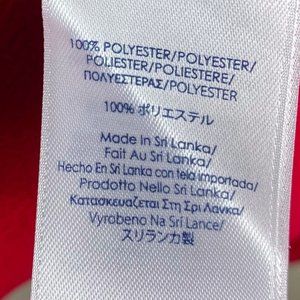 100% POLYESTER/POLYESTER/
POLIESTER/POLIESTERE/
ΠΟΛΥΕΣΤΕΡΑΣ/POLYESTER
100% ポリエステル
Made In Sri Lanka/
Fait Au Sri Lanka/
Hecho En Sri Lanka con tela importada/
Prodotto Nello Sri Lanka/
Κατασκευαζεται Στη Σρι Λανκα/
Vyrobeno Na Srí Lance/
スリランカ製